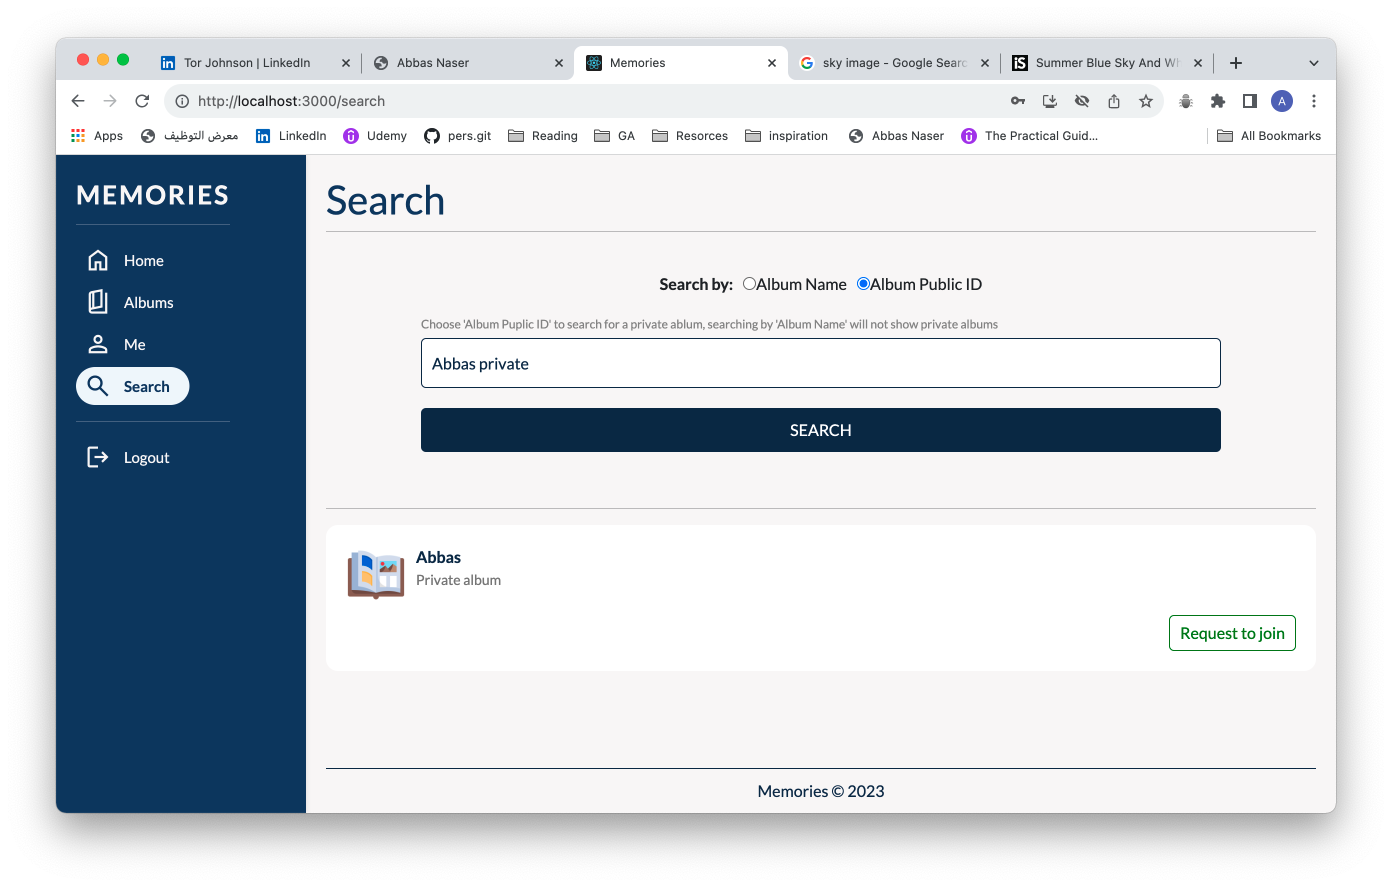 Tor Johnson | LinkedIn
Abbas Naser
Memories
sky image - Google Searc
Summer Blue Sky And Wh
http://localhost:3000/search
A
Apps
معرض التوظيف
LinkedIn
Udemy
pers.git
Reading
GA
Resorces
inspiration
Abbas Naser
The Practical Guid...
All Bookmarks
MEMORIES
Home
Albums
Me
Search
Logout
Search
Search by: Album Name Album Public ID
Choose 'Album Puplic ID' to search for a private ablum, searching by 'Album Name' will not show private albums
Abbas private
SEARCH
Abbas
Private album
Request to join
Memories © 2023